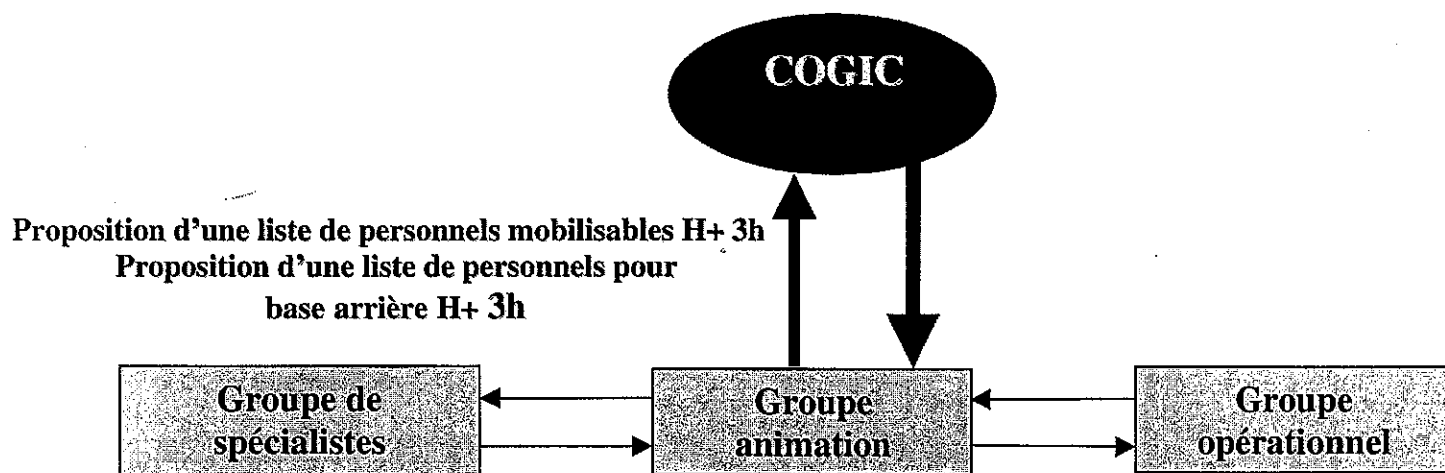 COGIC
Proposition d'une liste de personnels mobilisables H+ 3h
Proposition d'une liste de personnels pour
base arrière H+ 3h
Groupe de
spécialistes
Groupe
animation
Groupe
opérationnel